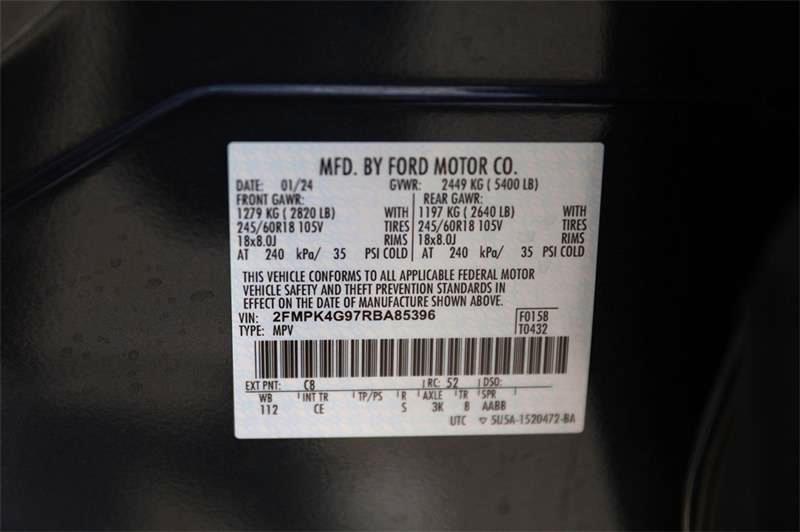 MFD. BY FORD MOTOR CO.
DATE: 01/24 GVWR: 2449 KG ( 5400 LB)
FRONT GAWR: REAR GAWR:
1279 KG ( 2820 LB) WITH 1197 KG ( 2640 LB) WITH
245/60R18 105V TIRES 245/60R18 105V TIRES
18x8.0J RIMS 18x8.0J RIMS
AT 240 kPa/ 35 PSI COLD AT 240 kPa/ 35 PSI COLD
THIS VEHICLE CONFORMS TO ALL APPLICABLE FEDERAL MOTOR
VEHICLE SAFETY AND THEFT PREVENTION STANDARDS IN
EFFECT ON THE DATE OF MANUFACTURE SHOWN ABOVE.
VIN: 2FMPK4G97RBA85396 F0158
TYPE: MPV T0432
EXT PNT: C8 RC: 52 DSO:
WB INT TR TP/PS R AXLE TR SPR
112 CE S 3K B AABB
UTC ▽ 5U5A-1520472-BA